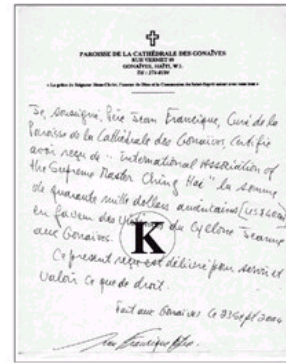 PAROISSE DE LA CATHÉDRALE DES GONAÏVES
RUE VERNET
GONAÏVES, HAÏTI, W.I.
Je, soussigné, Père Jean Francique, Curé de la
Paroisse de la Cathédrale des Gonaïves certifie
avoir reçu de "International Association of
the Supreme Master Ching Hai" la somme
de quarante mille dollars américains
en faveur des victimes du Cyclone Jeanne
aux Gonaïves.
K
Ce présent reçu est délivré pour servir et
valoir ce que de droit.
Fait aux Gonaïves ce 23 Sept 2004